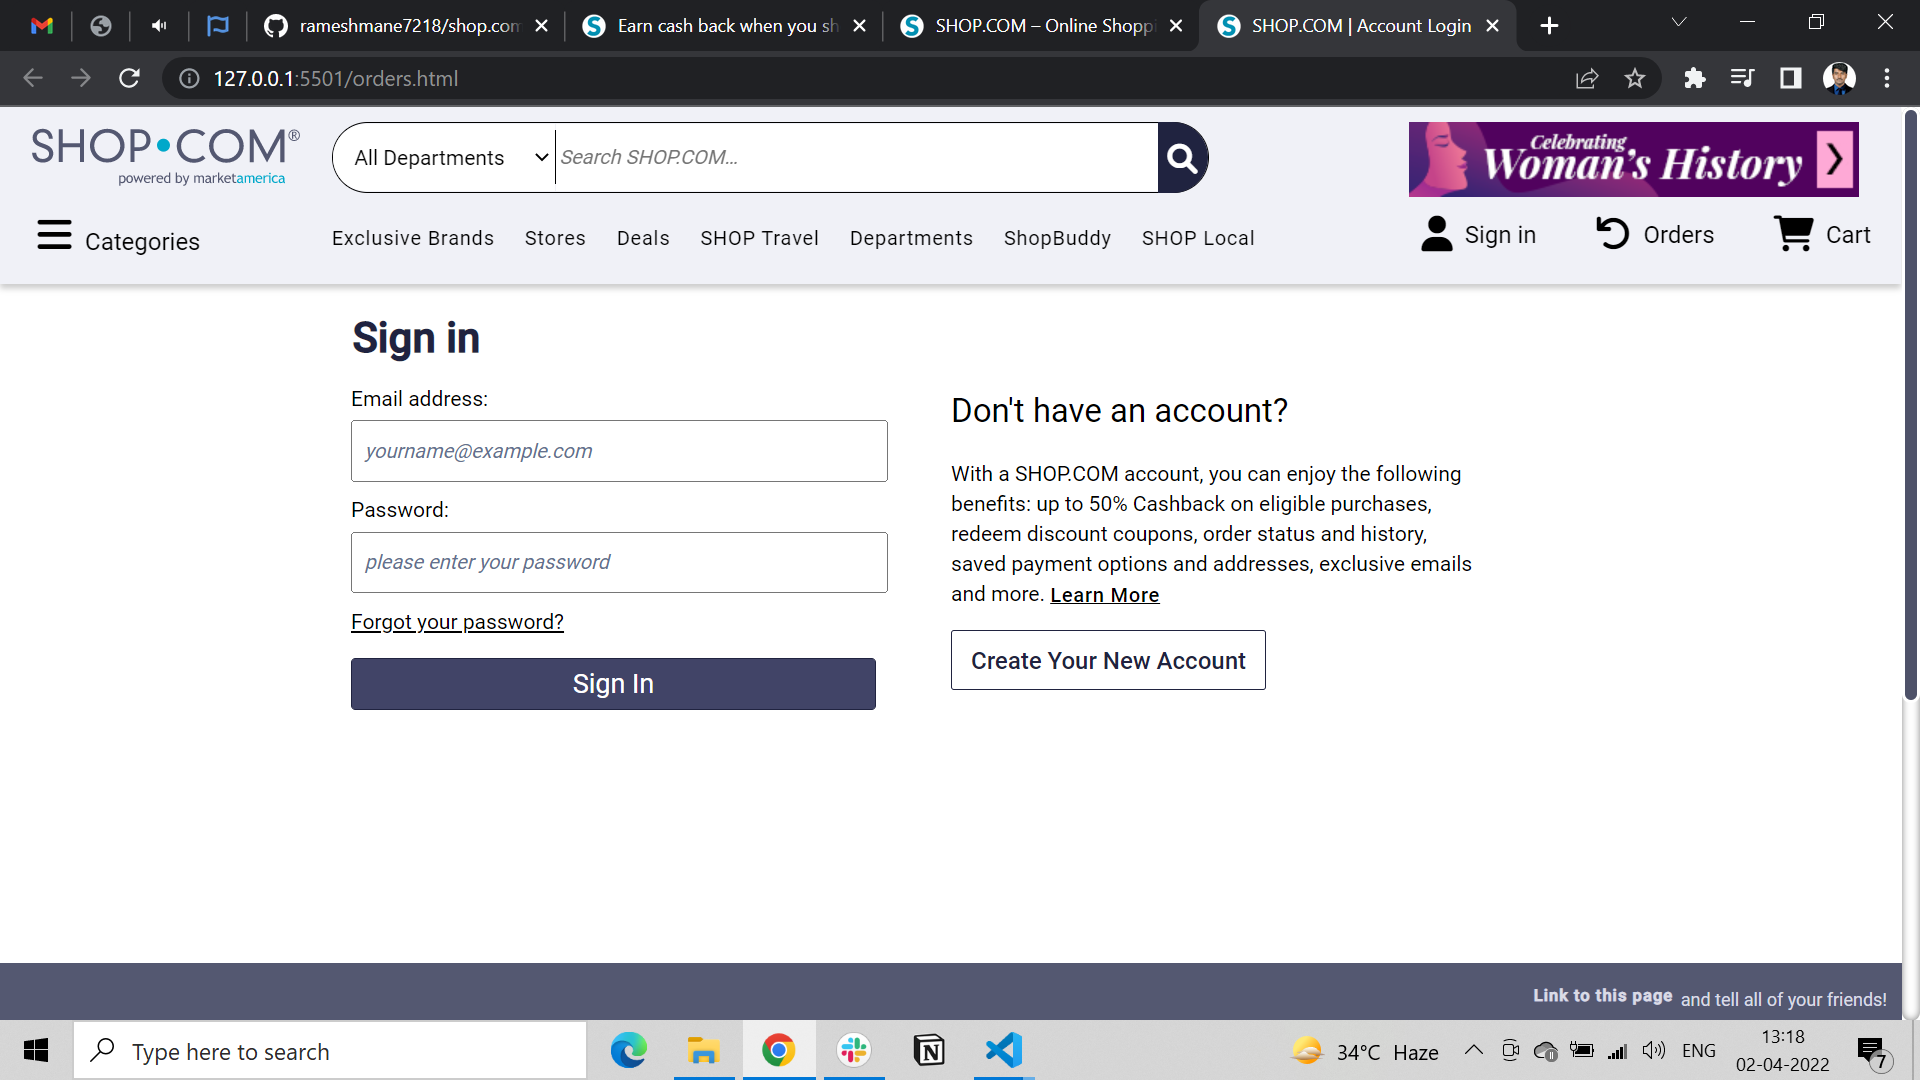 rameshmane7218/shop.com
Earn cash back when you sh
SHOP.COM – Online Shoppi
SHOP.COM | Account Login
127.0.0.1:5501/orders.html
SHOP•COM®
powered by marketamerica
All Departments
Search SHOP.COM...
Celebrating
Woman's History
Categories
Exclusive Brands
Stores
Deals
SHOP Travel
Departments
ShopBuddy
SHOP Local
Sign in
Orders
Cart
Sign in
Email address:
yourname@example.com
Password:
please enter your password
Forgot your password?
Sign In
Don't have an account?
With a SHOP.COM account, you can enjoy the following
benefits: up to 50% Cashback on eligible purchases,
redeem discount coupons, order status and history,
saved payment options and addresses, exclusive emails
and more. Learn More
Create Your New Account
Link to this page and tell all of your friends!
Type here to search
34°C Haze
ENG
13:18
02-04-2022
7